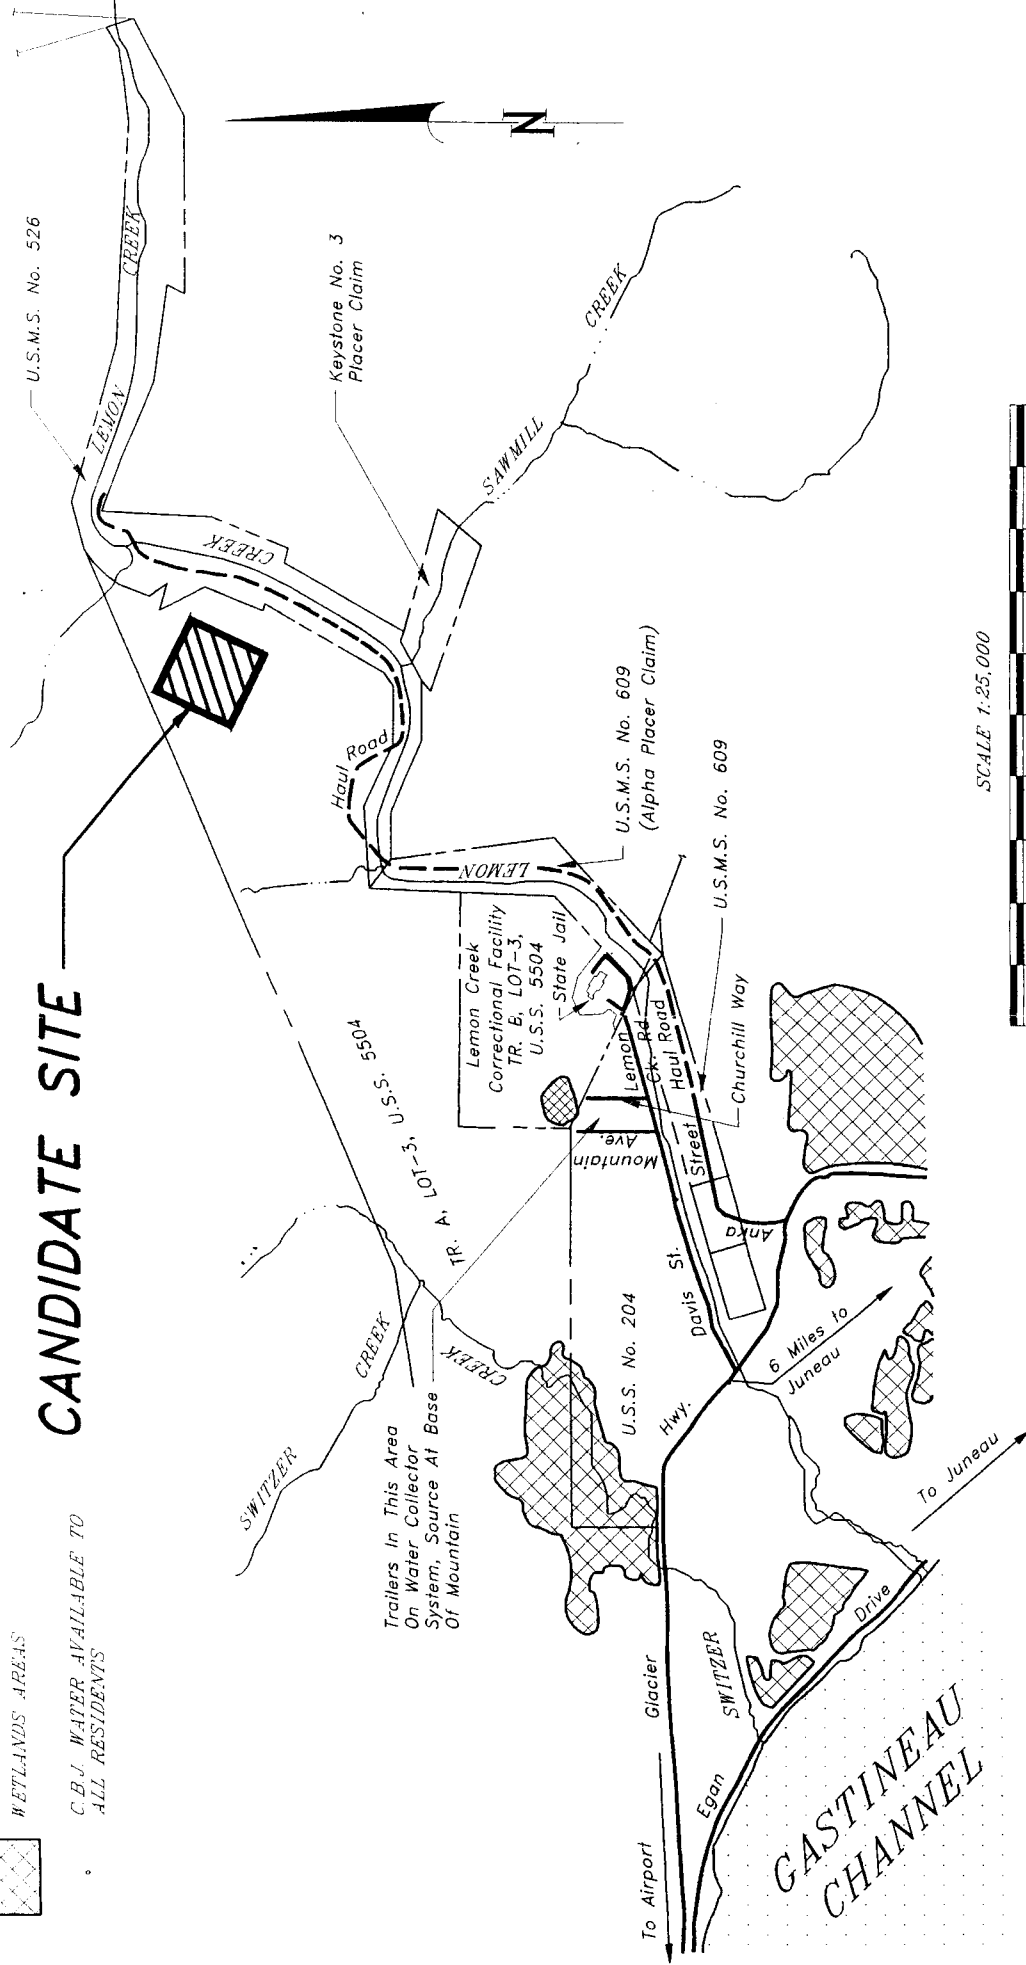 WETLANDS AREAS
C.B.J. WATER AVAILABLE TO
ALL RESIDENTS
CANDIDATE SITE
U.S.M.S. No. 526
LEMON
CREEK
N
Keystone No. 3
Placer Claim
CREEK
SAWMILL
CREEK
Haul Road
SWITZER
CREEK
CREEK
TR. A, LOT-3, U.S.S. 5504
Trailers In This Area
On Water Collector
System, Source At Base
Of Mountain
Lemon Creek
Correctional Facility
TR. B, LOT-3,
U.S.S. 5504
State Jail
LEMON
U.S.M.S. No. 609
(Alpha Placer Claim)
U.S.M.S. No. 609
Churchill Way
Lemon
Ck. Rd.
Haul Road
Mountain
Ave.
Street
Anka
Davis St.
U.S.S. No. 204
Glacier
Hwy.
6 Miles to
Juneau
To Juneau
SWITZER
Egan
Drive
To Airport
GASTINEAU
CHANNEL
SCALE 1:25,000